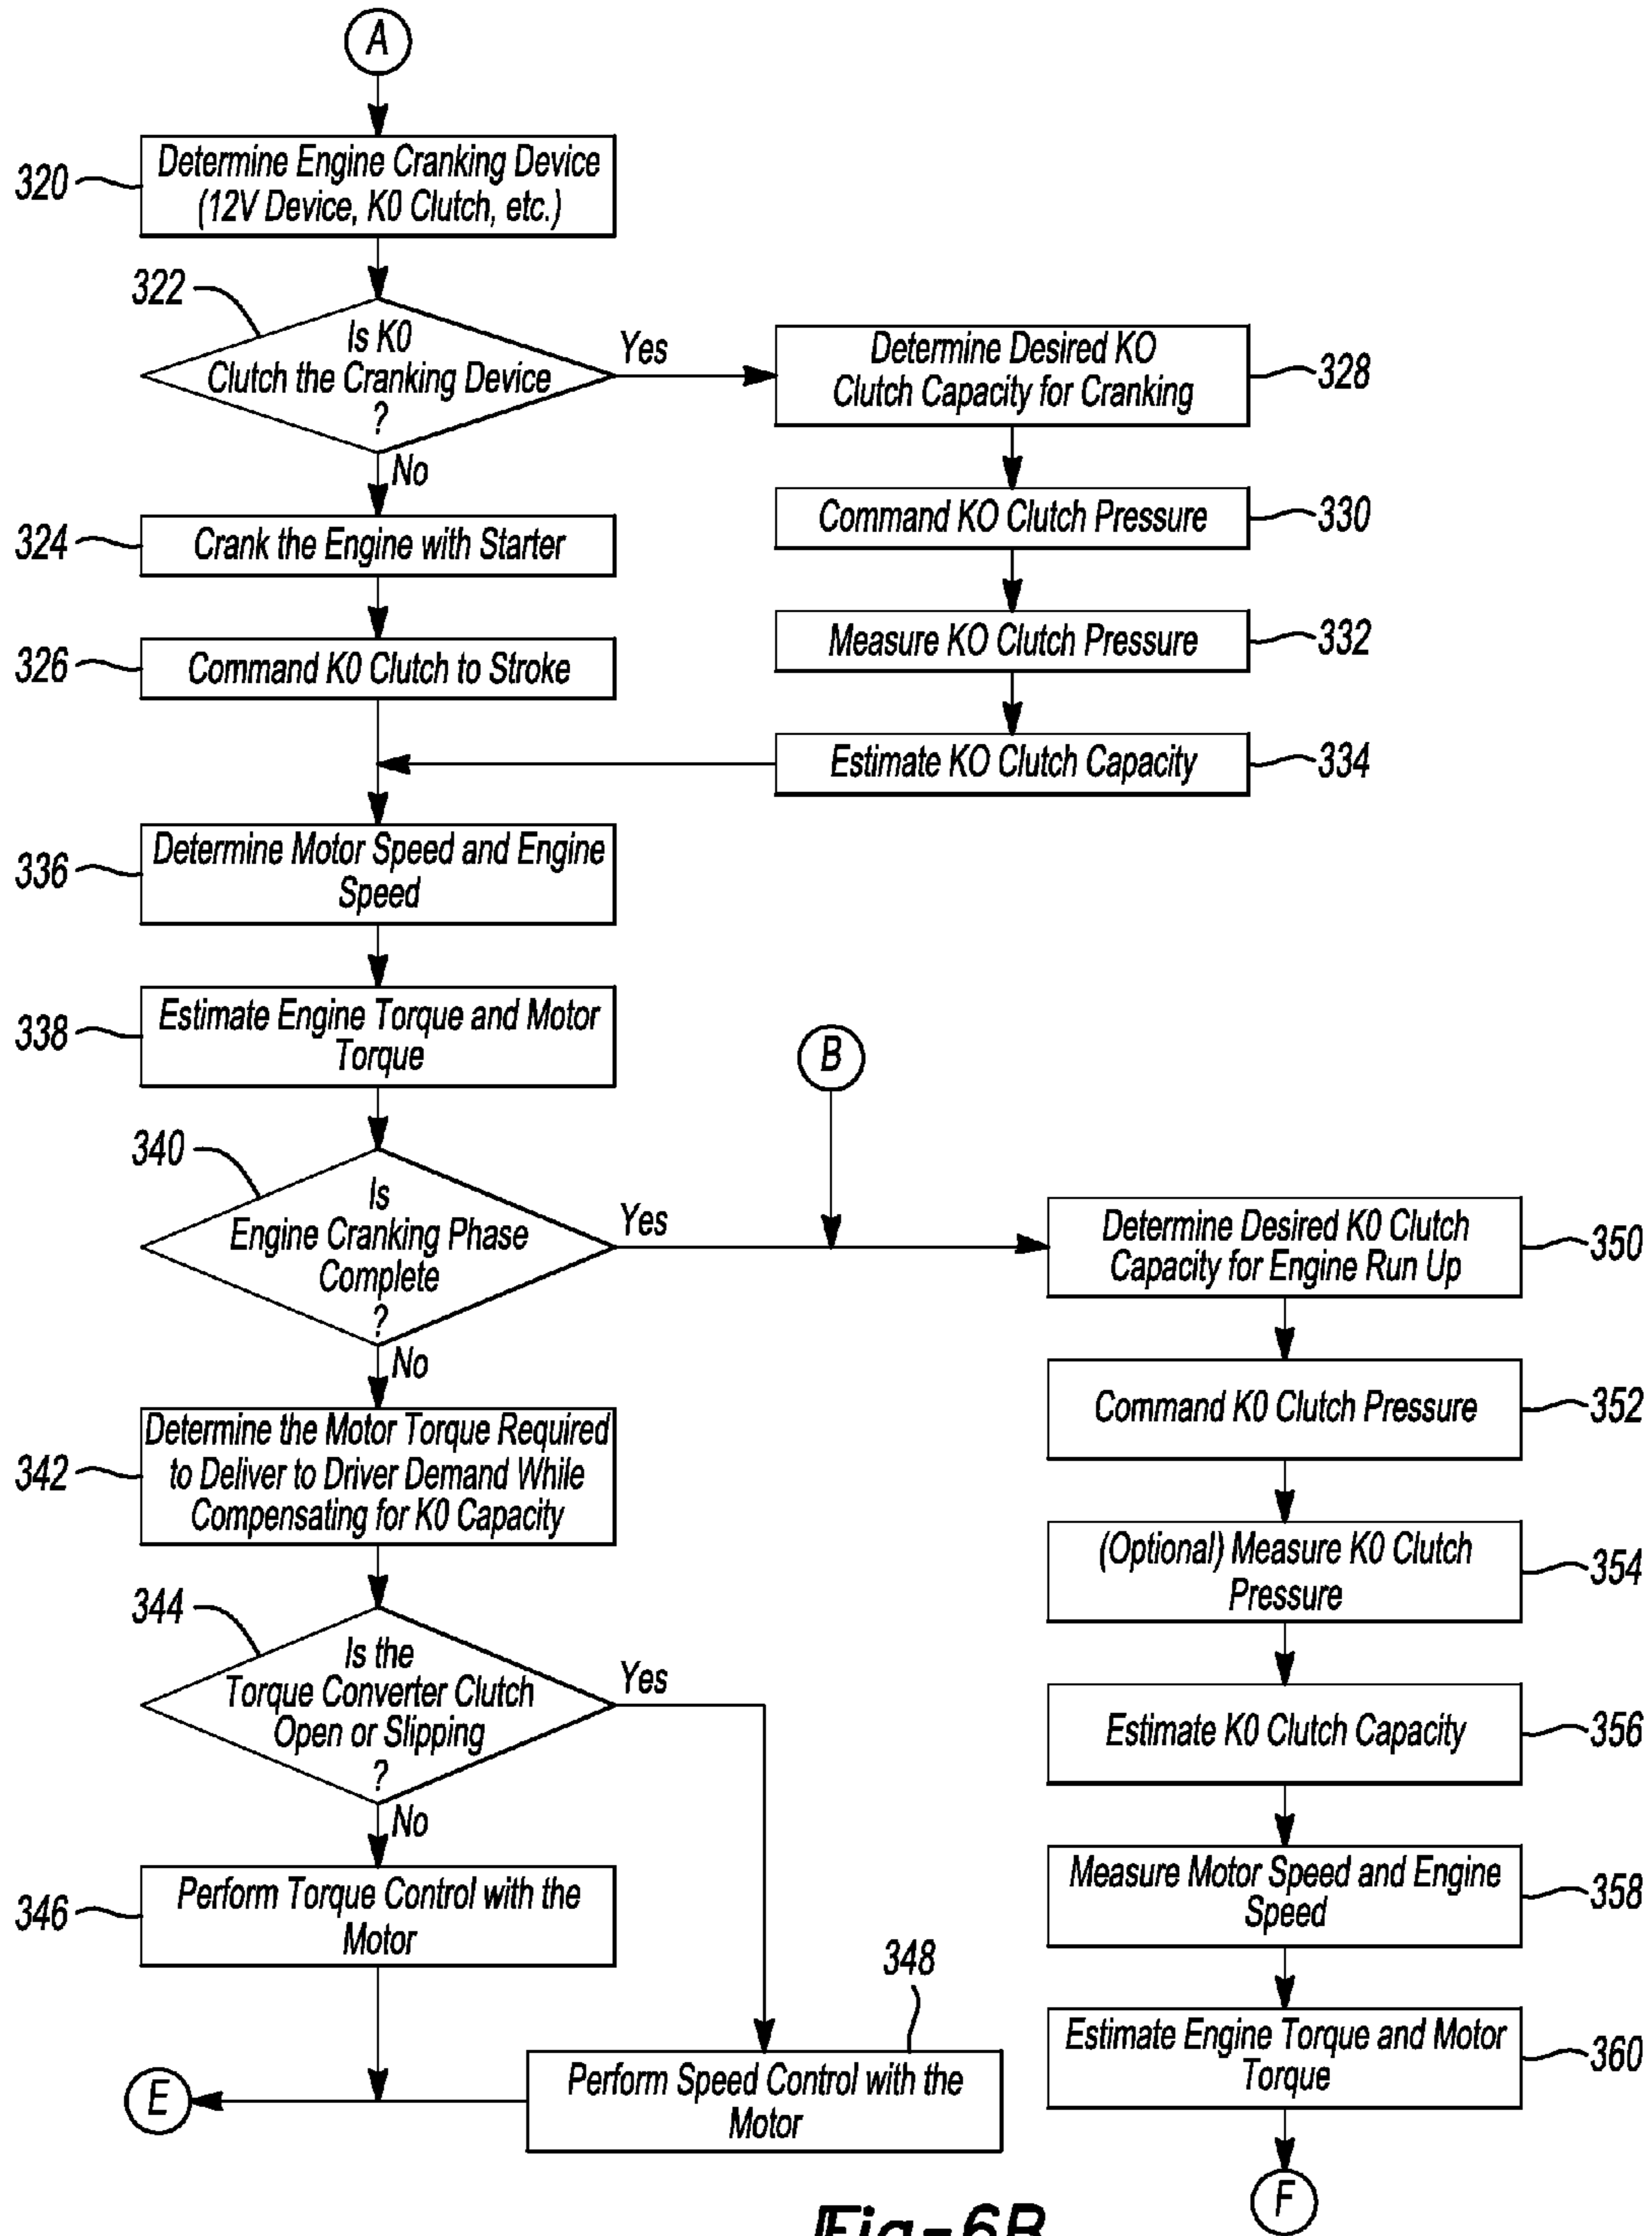 A
320
Determine Engine Cranking Device
(12V Device, K0 Clutch, etc.)
322
Is K0
Clutch the Cranking Device
?
Yes
No
Determine Desired KO
Clutch Capacity for Cranking
328
324
Crank the Engine with Starter
Command KO Clutch Pressure
330
326
Command K0 Clutch to Stroke
Measure KO Clutch Pressure
332
Estimate KO Clutch Capacity
334
336
Determine Motor Speed and Engine
Speed
338
Estimate Engine Torque and Motor
Torque
B
340
Is
Engine Cranking Phase
Complete
?
Yes
No
Determine Desired K0 Clutch
Capacity for Engine Run Up
350
342
Determine the Motor Torque Required
to Deliver to Driver Demand While
Compensating for K0 Capacity
Command K0 Clutch Pressure
352
(Optional) Measure K0 Clutch
Pressure
354
344
Is the
Torque Converter Clutch
Open or Slipping
?
Yes
No
Estimate K0 Clutch Capacity
356
346
Perform Torque Control with the
Motor
Measure Motor Speed and Engine
Speed
358
348
Perform Speed Control with the
Motor
E
Estimate Engine Torque and Motor
Torque
360
F
Fig-6B